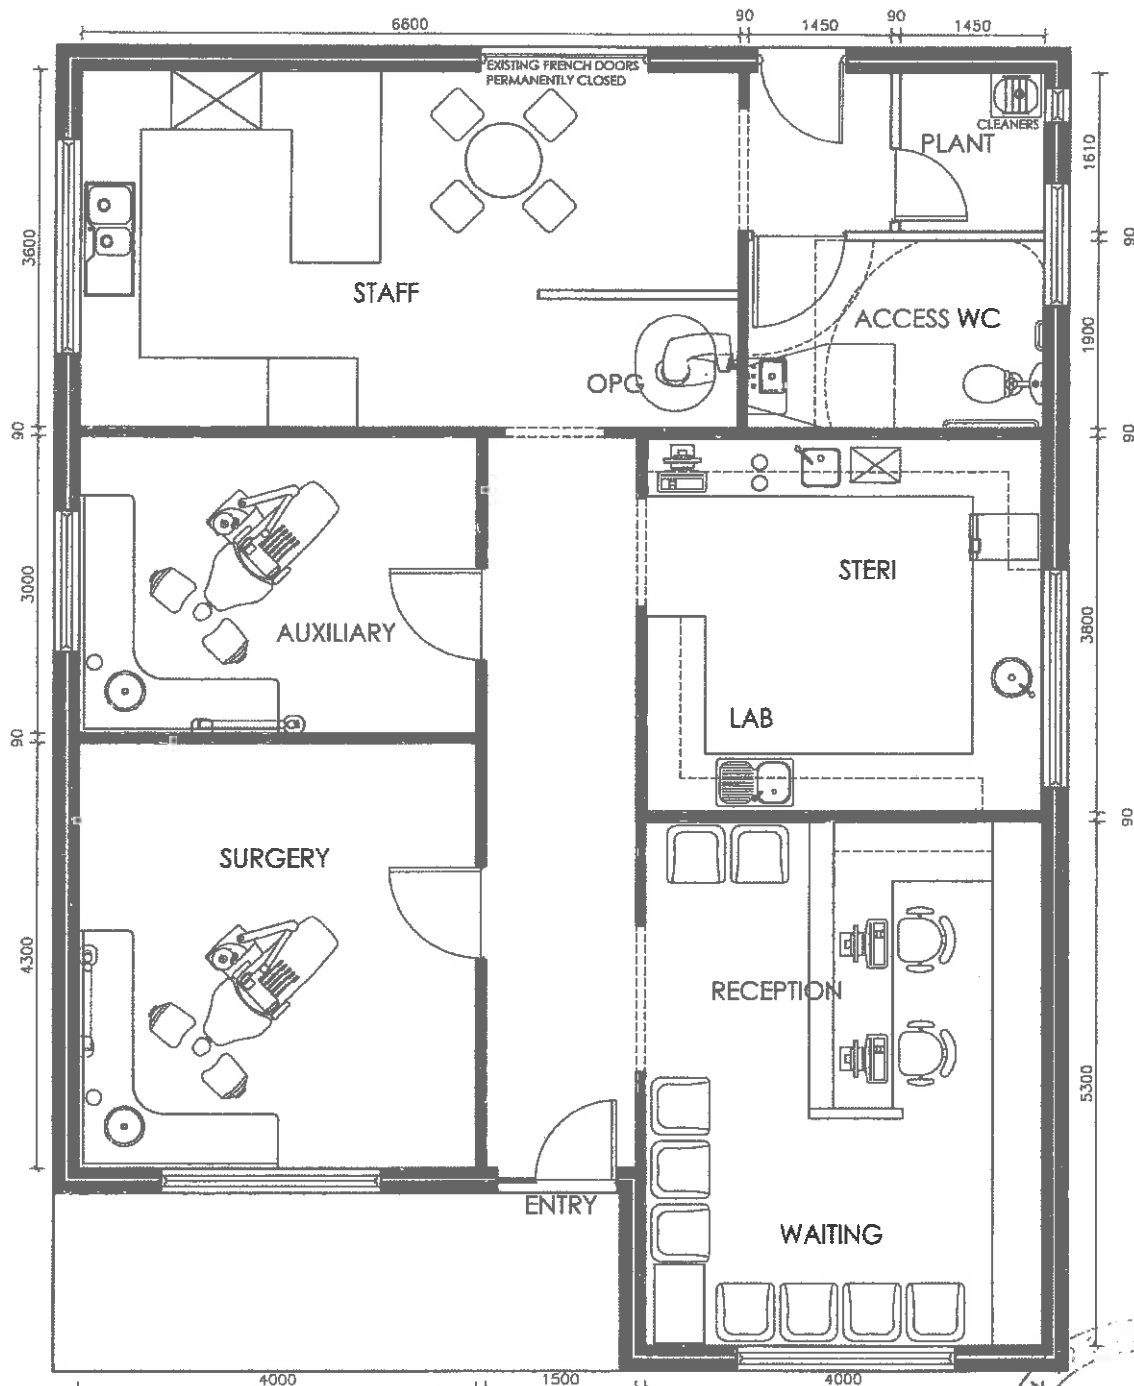 90 90
6600 1450 1450
EXISTING FRENCH DOORS
PERMANENTLY CLOSED
CLEANERS
PLANT
1610
3600
90
STAFF
ACCESS WC
1900
OPG
90
90
STERI
3000
AUXILIARY
3800
LAB
90
90
SURGERY
4300
RECEPTION
5300
ENTRY
WAITING
4000 1500 4000